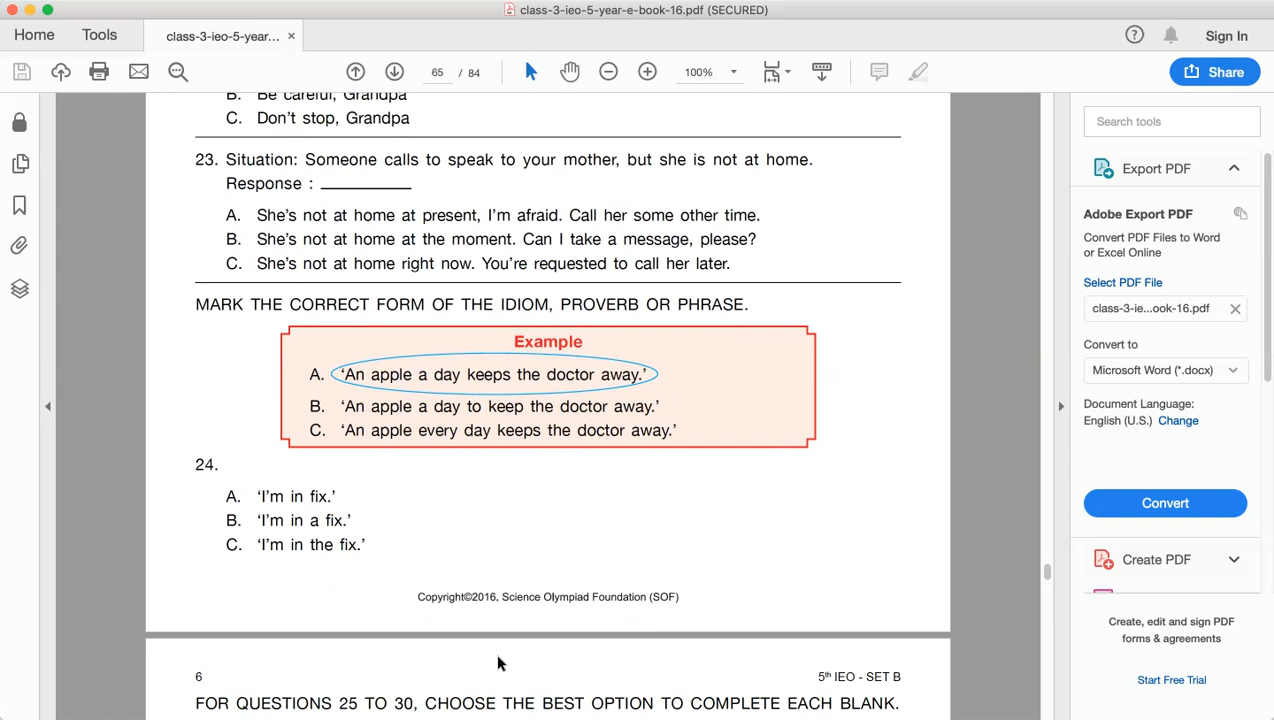 class-3-ieo-5-year-e-book-16.pdf (SECURED)
Home
Tools
class-3-ieo-5-year...
Sign In
65 / 84
100%
Share
B. Be careful, Grandpa
C. Don't stop, Grandpa
23. Situation: Someone calls to speak to your mother, but she is not at home.
Response : __________
A. She's not at home at present, I'm afraid. Call her some other time.
B. She's not at home at the moment. Can I take a message, please?
C. She's not at home right now. You're requested to call her later.
MARK THE CORRECT FORM OF THE IDIOM, PROVERB OR PHRASE.
Example
A. ‘An apple a day keeps the doctor away.’
B. ‘An apple a day to keep the doctor away.’
C. ‘An apple every day keeps the doctor away.’
24.
A. ‘I’m in fix.’
B. ‘I’m in a fix.’
C. ‘I’m in the fix.’
Copyright©2016, Science Olympiad Foundation (SOF)
6
5th IEO - SET B
FOR QUESTIONS 25 TO 30, CHOOSE THE BEST OPTION TO COMPLETE EACH BLANK.
Search tools
Export PDF
Adobe Export PDF
Convert PDF Files to Word
or Excel Online
Select PDF File
class-3-ie...ook-16.pdf
Convert to
Microsoft Word (*.docx)
Document Language:
English (U.S.) Change
Convert
Create PDF
Create, edit and sign PDF
forms & agreements
Start Free Trial